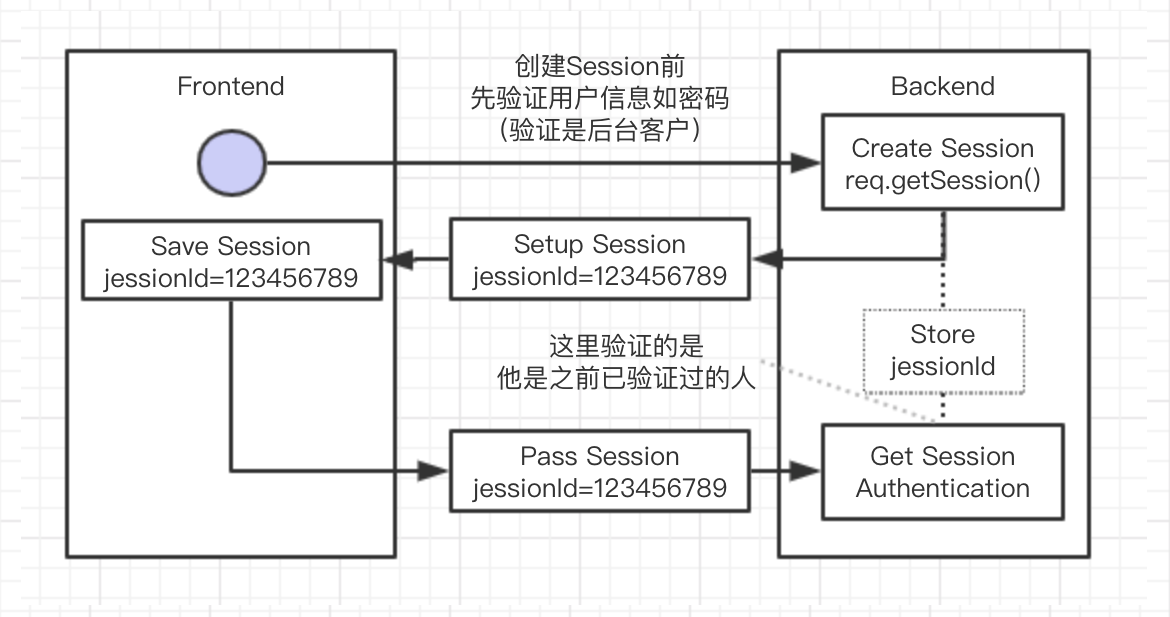 Frontend
创建Session前
先验证用户信息如密码
（验证是后台客户）
Backend
Create Session
req.getSession()
Save Session
jessionId=123456789
Setup Session
jessionId=123456789
Store
jessionId
这里验证的是
他是之前已验证过的人
Pass Session
jessionId=123456789
Get Session
Authentication